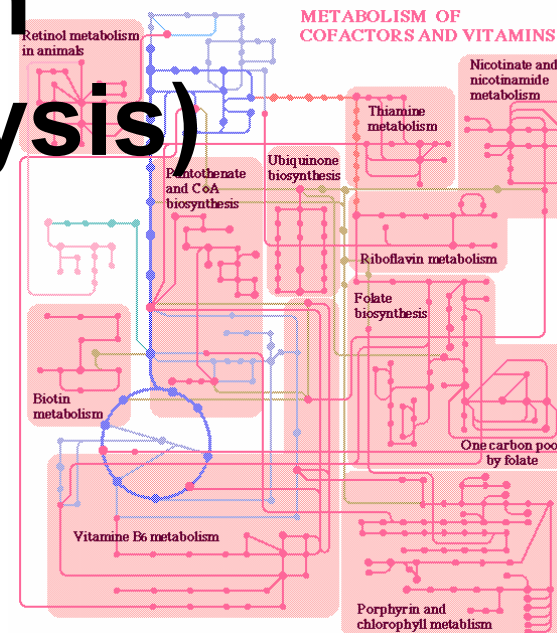 METABOLISM OF
COFACTORS AND VITAMINS
Retinol metabolism
in animals
ysis)
Nicotinate and
nicotinamide
metabolism
Thiamine
metabolism
Ubiquinone
biosynthesis
Pantothenate
and CoA
biosynthesis
Riboflavin metabolism
Folate
biosynthesis
Biotin
metabolism
One carbon poo
by folate
Vitamine B6 metabolism
Porphyrin and
chlorophyll metablism